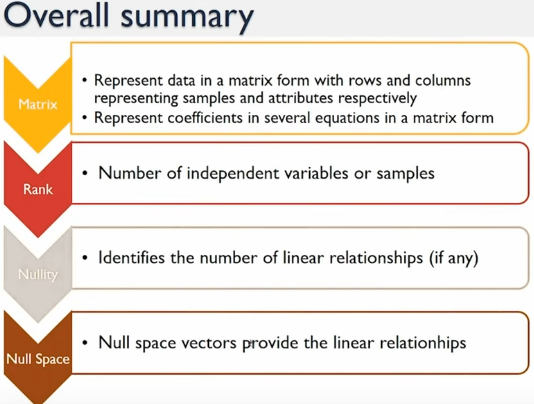 Overall summary
Matrix
• Represent data in a matrix form with rows and columns
representing samples and attributes respectively
• Represent coefficients in several equations in a matrix form
Rank
• Number of independent variables or samples
Nullity
• Identifies the number of linear relationships (if any)
Null Space
• Null space vectors provide the linear relationhips